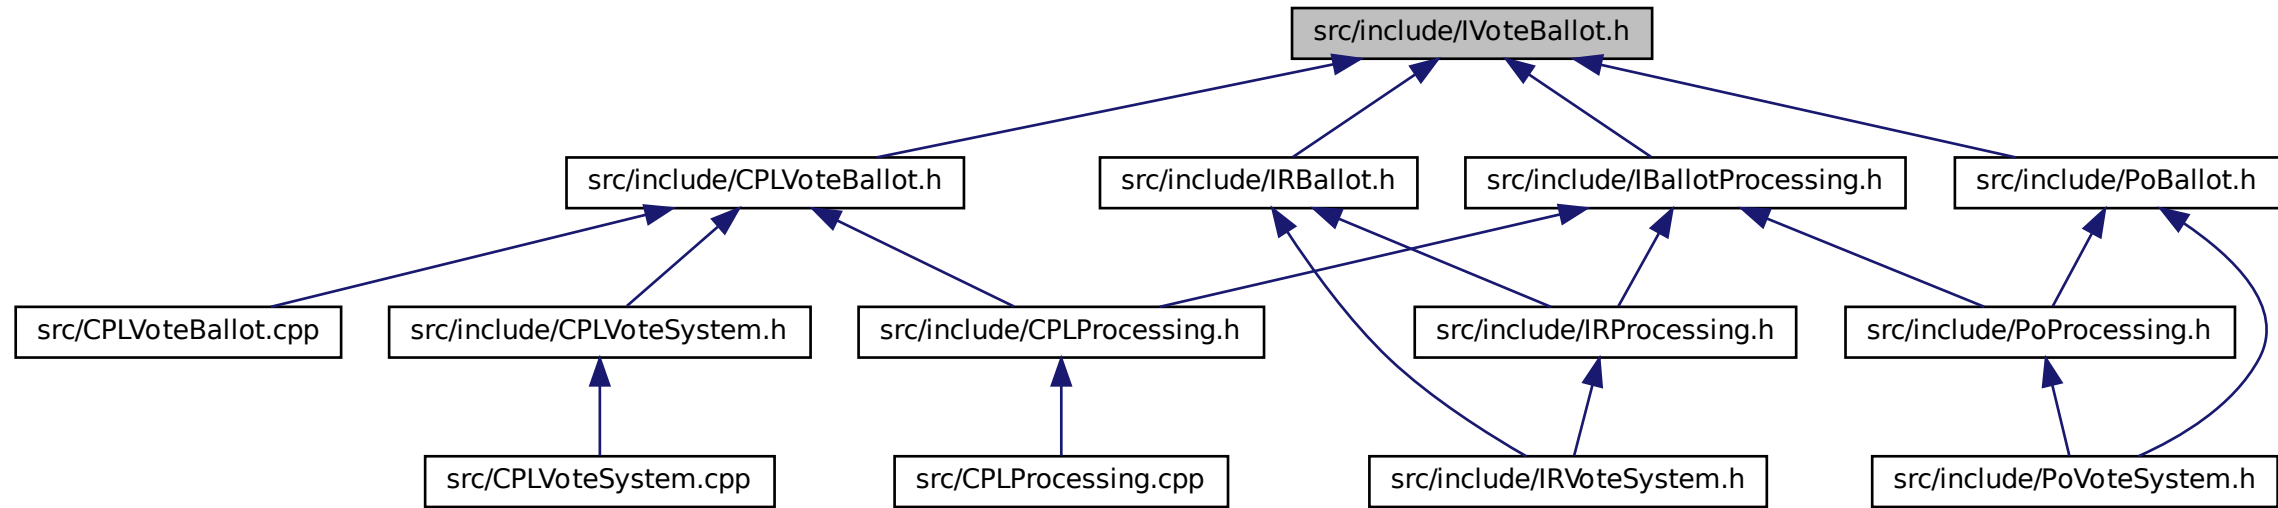 src/include/IVoteBallot.h
src/include/CPLVoteBallot.h
src/include/IRBallot.h
src/include/IBallotProcessing.h
src/include/PoBallot.h
src/CPLVoteBallot.cpp
src/include/CPLVoteSystem.h
src/include/CPLProcessing.h
src/include/IRProcessing.h
src/include/PoProcessing.h
src/CPLVoteSystem.cpp
src/CPLProcessing.cpp
src/include/IRVoteSystem.h
src/include/PoVoteSystem.h